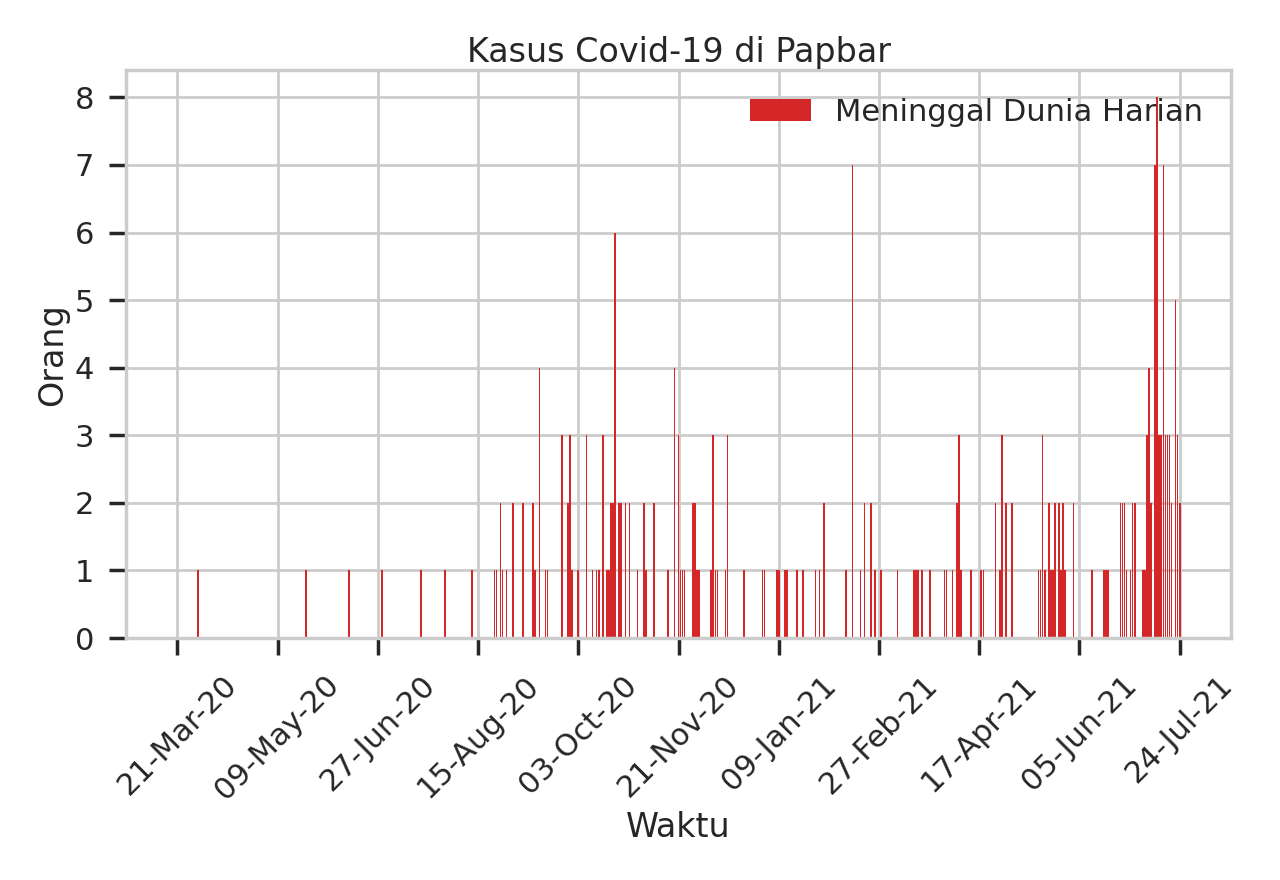 Kasus Covid-19 di Papbar
Meninggal Dunia Harian
8
7
6
5
4
3
2
1
0
Orang
21-Mar-20
09-May-20
27-Jun-20
15-Aug-20
03-Oct-20
21-Nov-20
09-Jan-21
27-Feb-21
17-Apr-21
05-Jun-21
24-Jul-21
Waktu